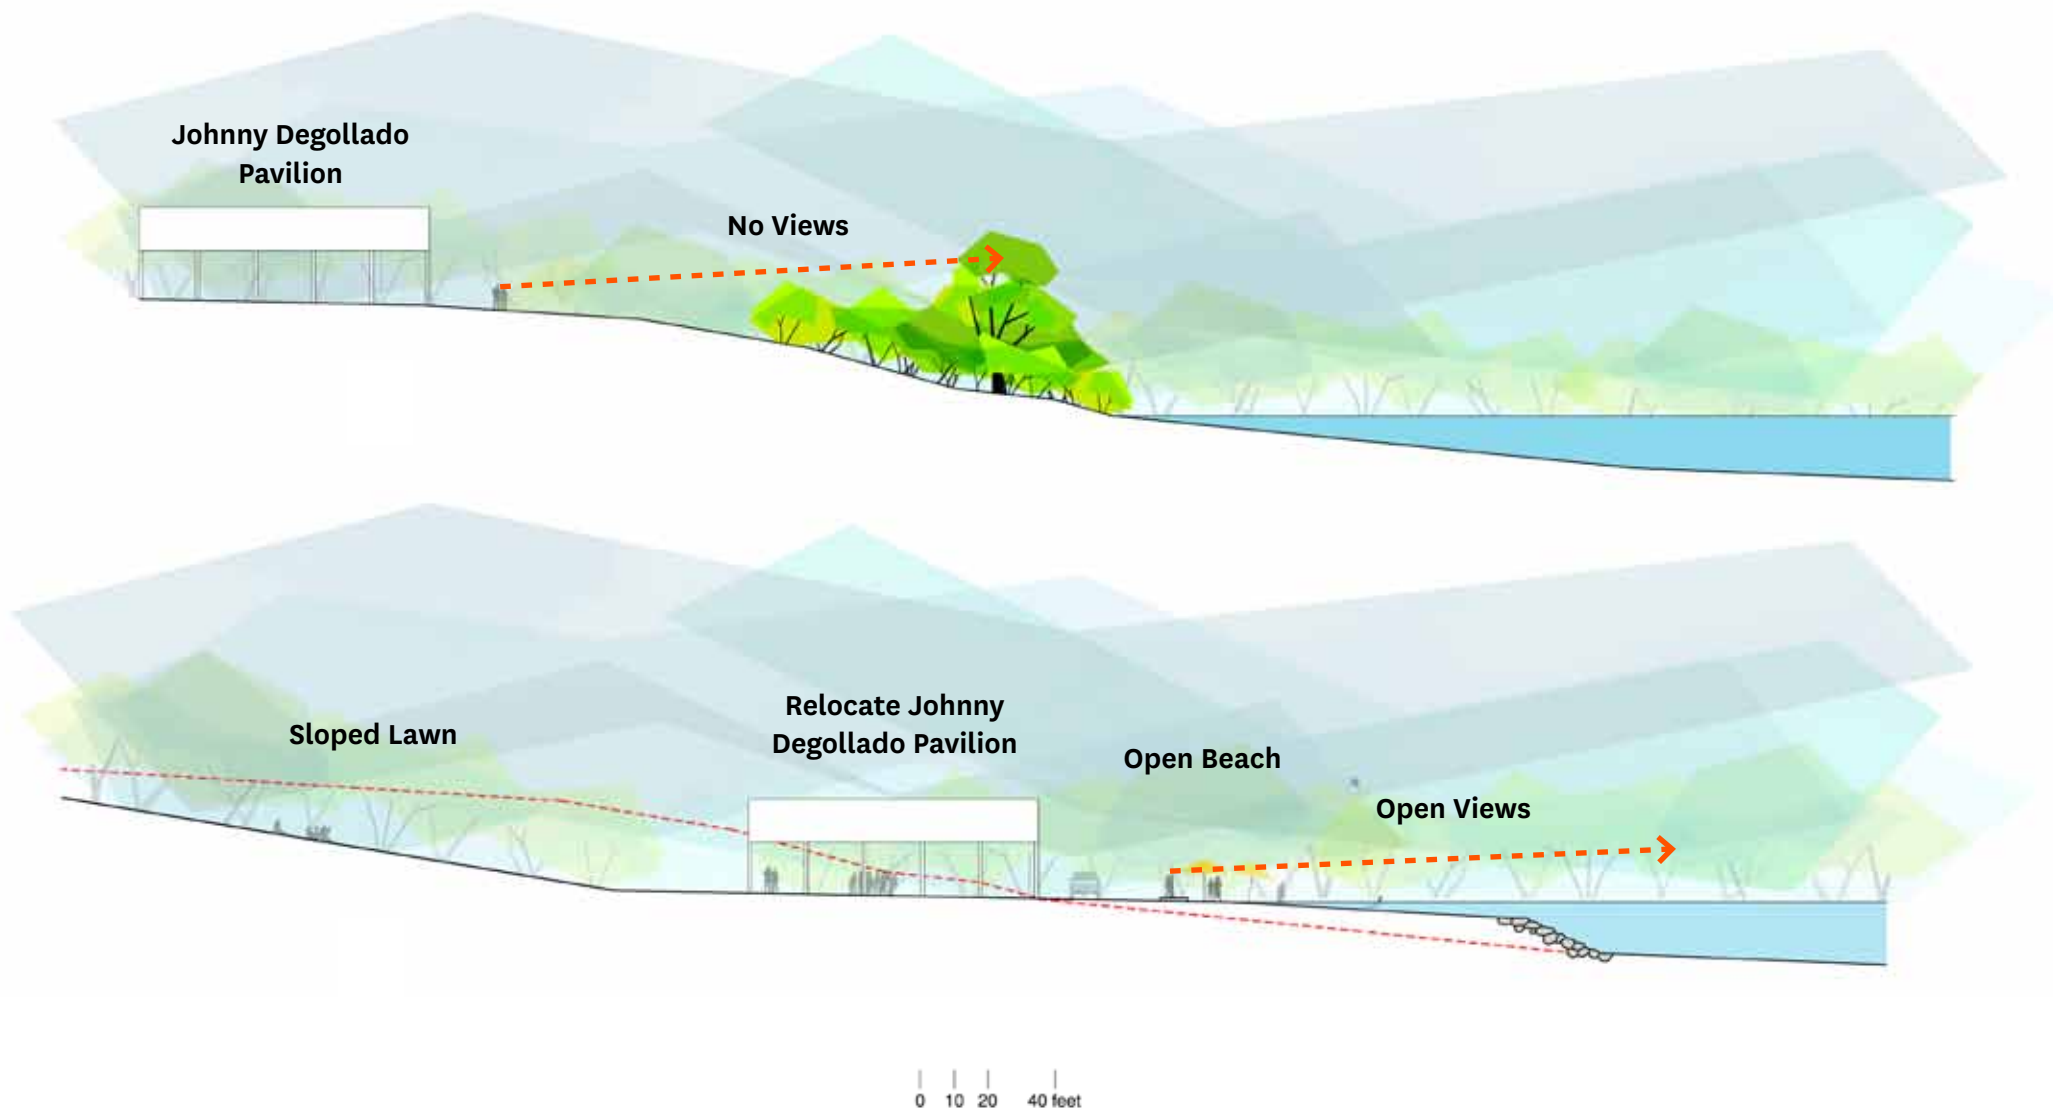 Johnny Degollado
Pavilion
No Views
Sloped Lawn
Relocate Johnny
Degollado Pavilion
Open Beach
Open Views
0 10 20 40 feet